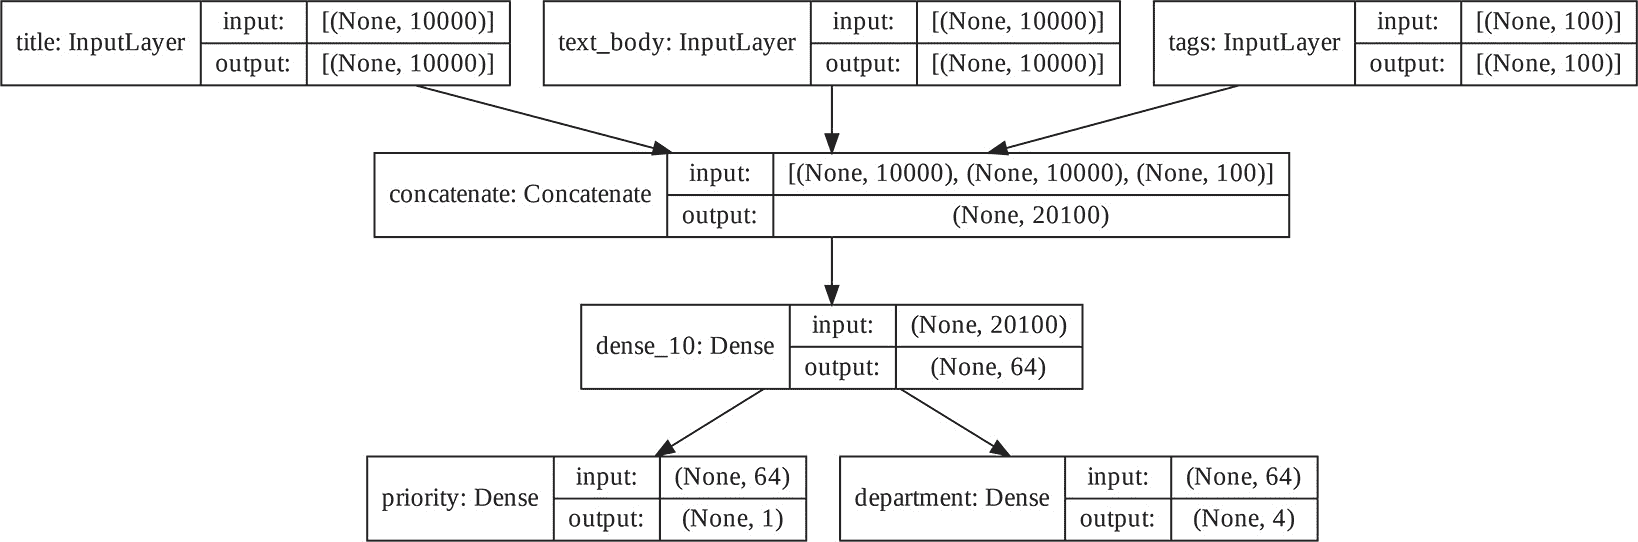 title: InputLayer
input:
[(None, 10000)]
output:
[(None, 10000)]
text_body: InputLayer
input:
[(None, 10000)]
output:
[(None, 10000)]
tags: InputLayer
input:
[(None, 100)]
output:
[(None, 100)]
concatenate: Concatenate
input:
[(None, 10000), (None, 10000), (None, 100)]
output:
(None, 20100)
dense_10: Dense
input:
(None, 20100)
output:
(None, 64)
priority: Dense
input:
(None, 64)
output:
(None, 1)
department: Dense
input:
(None, 64)
output:
(None, 4)